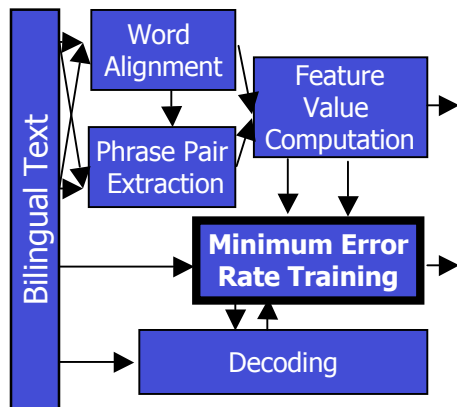 Bilingual Text
Word
Alignment
Phrase Pair
Extraction
Feature
Value
Computation
Minimum Error
Rate Training
Decoding